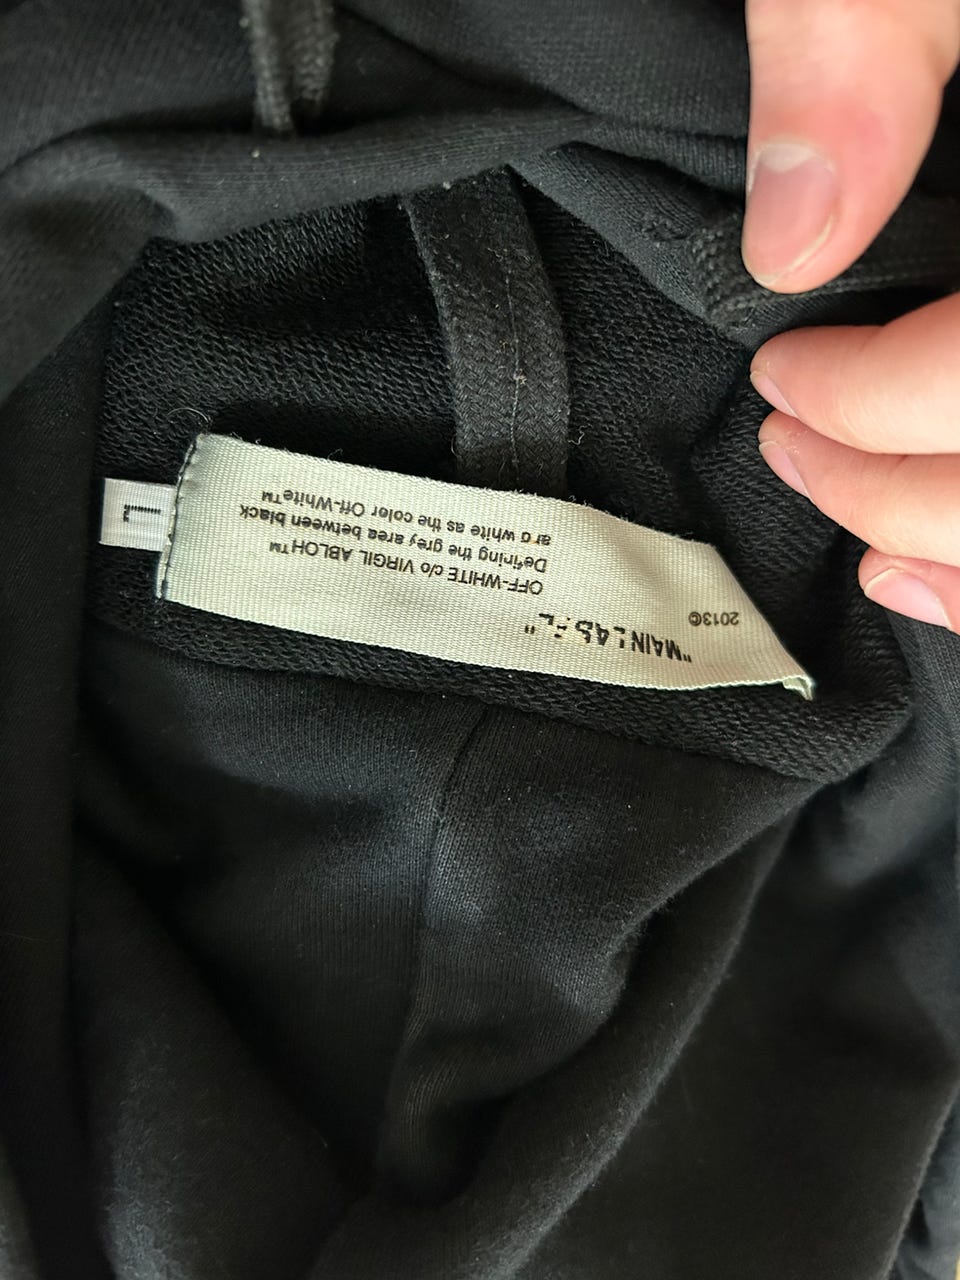 2013©
"MAIN LABEL"
OFF-WHITE c/o VIRGIL ABLOH™
Defining the grey area between black
and white as the color Off-White™
L